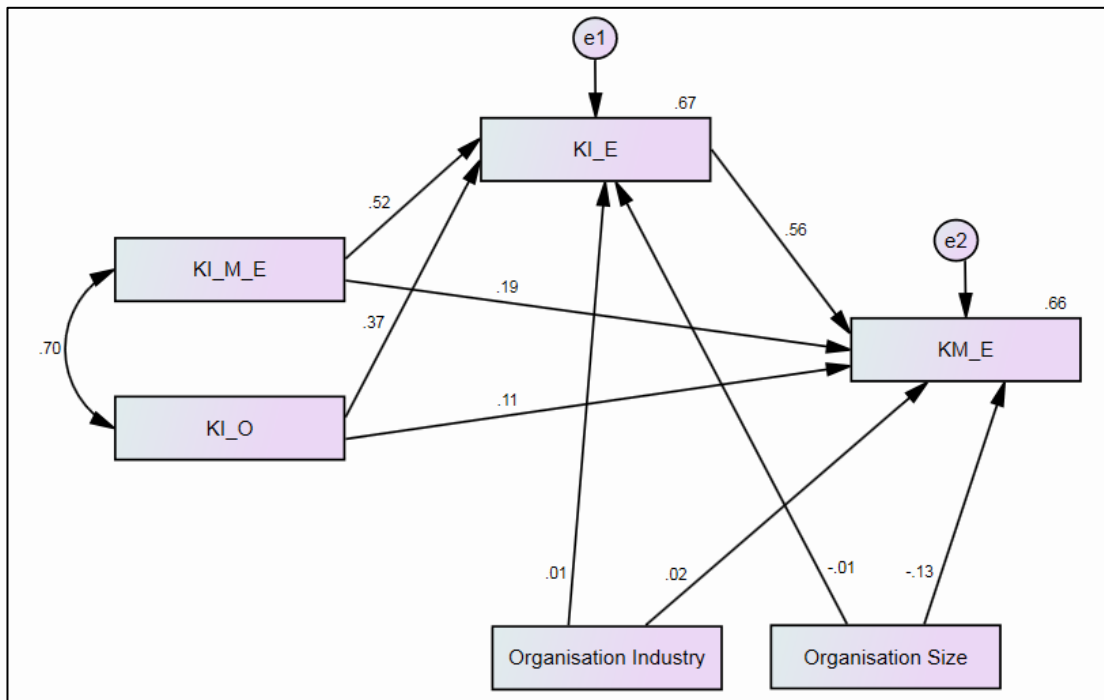 e1
.67
KI_E
.52
.56
e2
KI_M_E
.19
.66
.37
.70
KM_E
KI_O
.11
.01
.02
-.01
-.13
Organisation Industry
Organisation Size